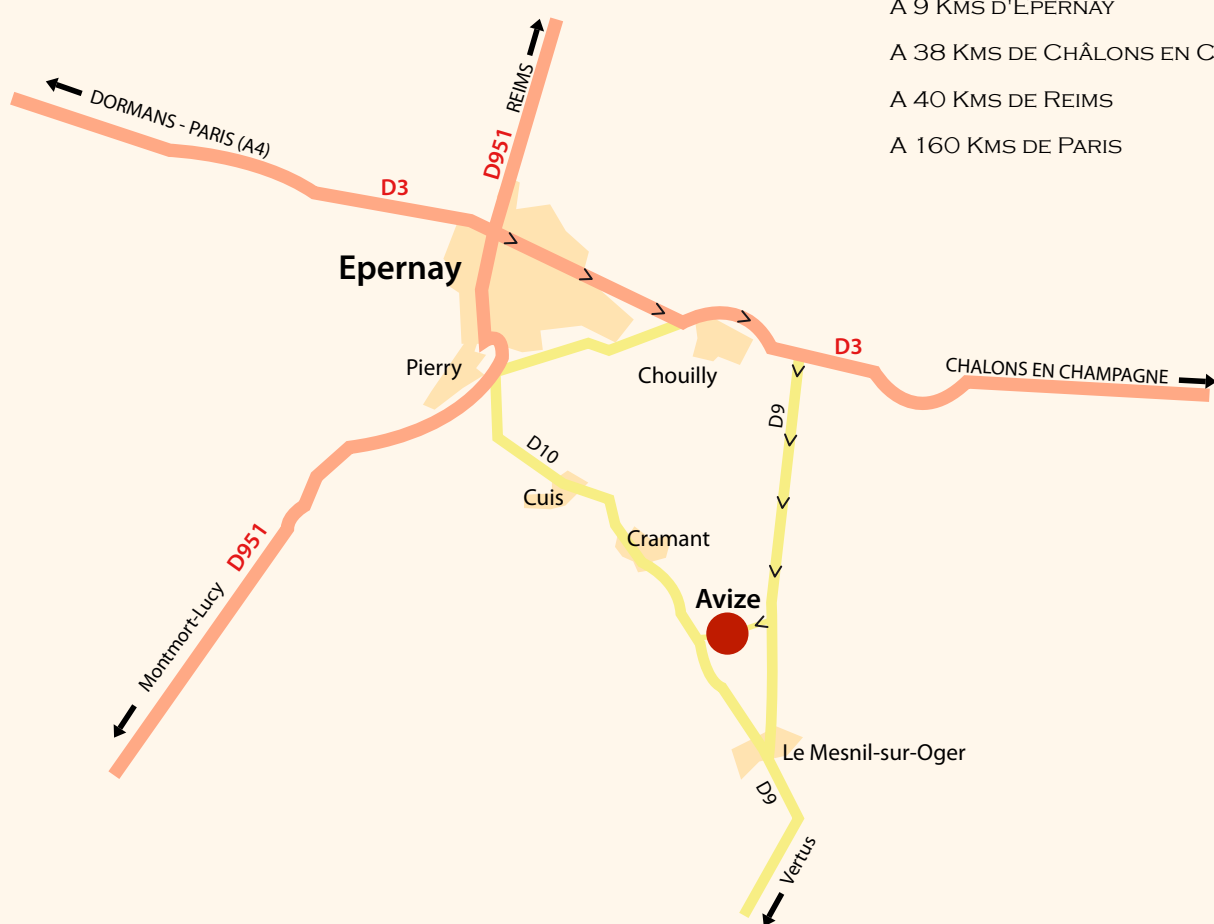 A 9 KMS D'EPERNAY
A 38 KMS DE CHÂLONS EN C
A 40 KMS DE REIMS
A 160 KMS DE PARIS
REIMS
DORMANS - PARIS (A4)
D951
D3
Epernay
D3
Pierry
Chouilly
CHALONS EN CHAMPAGNE
D9
D10
Cuis
Cramant
D951
Avize
Montmort-Lucy
Le Mesnil-sur-Oger
D9
Vertus